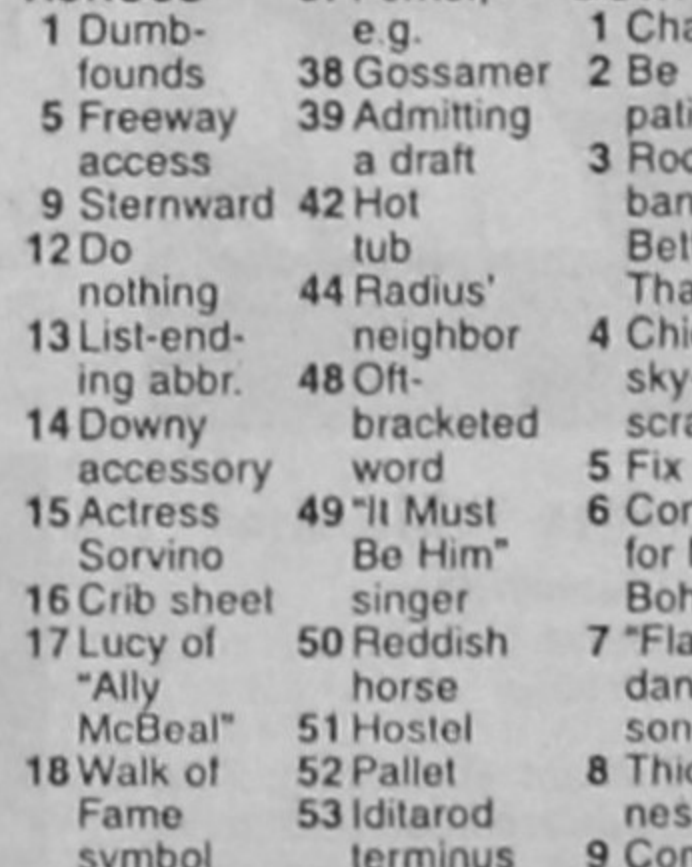 1 Dumb-
founds
5 Freeway
access
9 Sternward
12 Do
nothing
13 List-end-
ing abbr.
14 Downy
accessory
15 Actress
Sorvino
16 Crib sheet
17 Lucy of
"Ally
McBeal"
18 Walk of
Fame
symbol
e.g.
38 Gossamer
39 Admitting
a draft
42 Hot
tub
44 Radius'
neighbor
48 Oft-
bracketed
word
49 "It Must
Be Him"
singer
50 Reddish
horse
51 Hostel
52 Pallet
53 Iditarod
terminus
1
2 Be
3
4
5 Fix
6
for
7
8
9